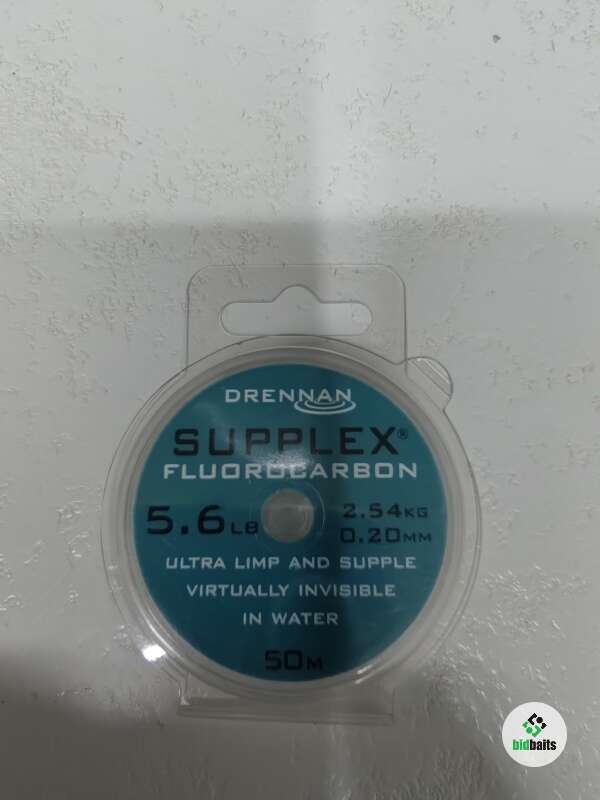 DRENNAN
SUPPLEX®
FLUOROCARBON
5.6LB
2.54KG
0.20MM
ULTRA LIMP AND SUPPLE
VIRTUALLY INVISIBLE
IN WATER
50M
bidbaits